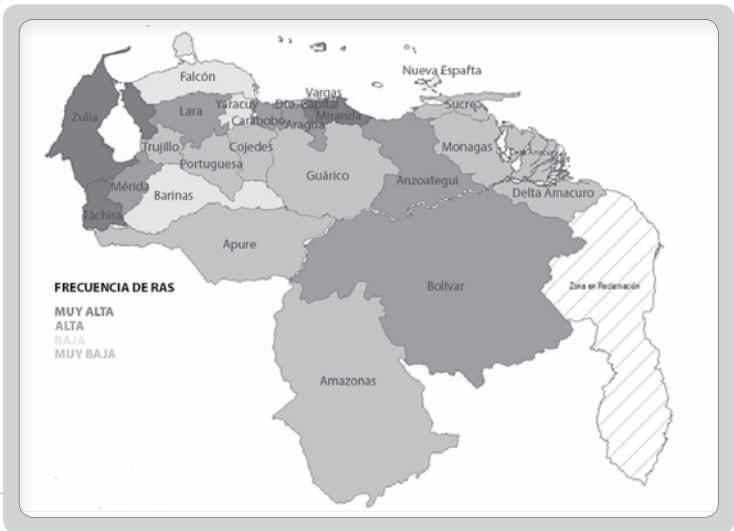 Nueva Esparta
Falcón
Vargas
Yaracuy
Dto. Capital
Sucre
Zulia
Lara
Carabobo
Aragua
Miranda
Trujillo
Cojedes
Monagas
Portuguesa
Guárico
Anzoategui
Mérida
Barinas
Delta Amacuro
Táchira
Apure
Bolívar
Zona en Reclamación
FRECUENCIA DE RAS
MUY ALTA
ALTA
BAJA
MUY BAJA
Amazonas